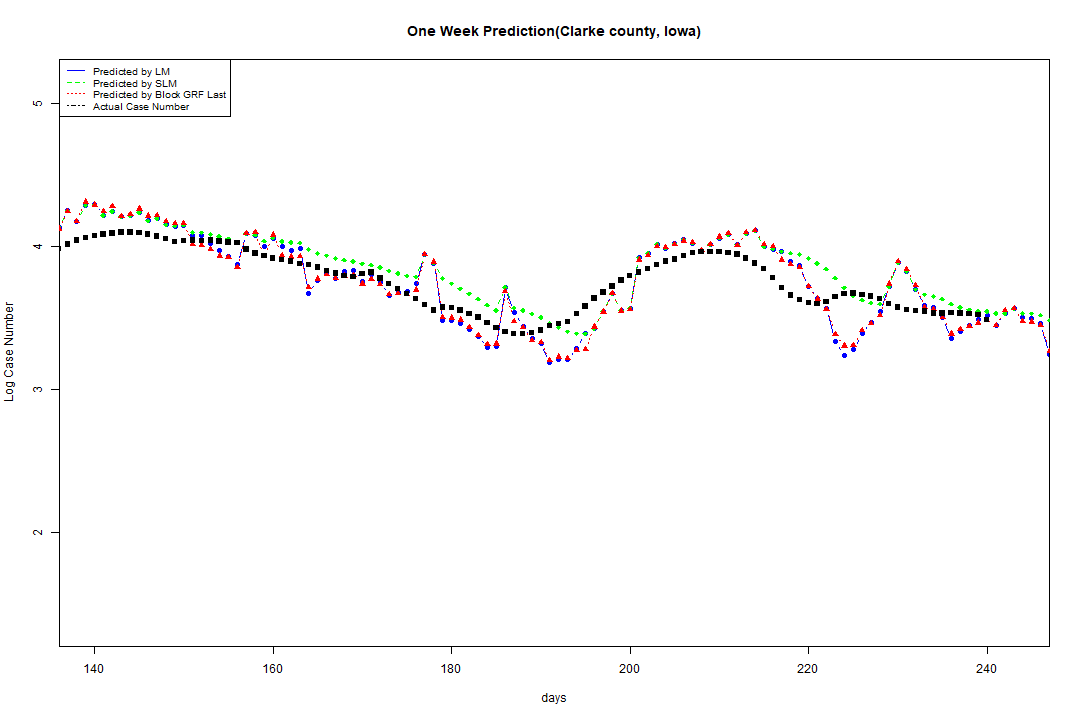 One Week Prediction(Clarke county, Iowa)
Predicted by LM
Predicted by SLM
Predicted by Block GRF Last
Actual Case Number
5
4
3
2
Log Case Number
140 160 180 200 220 240
days